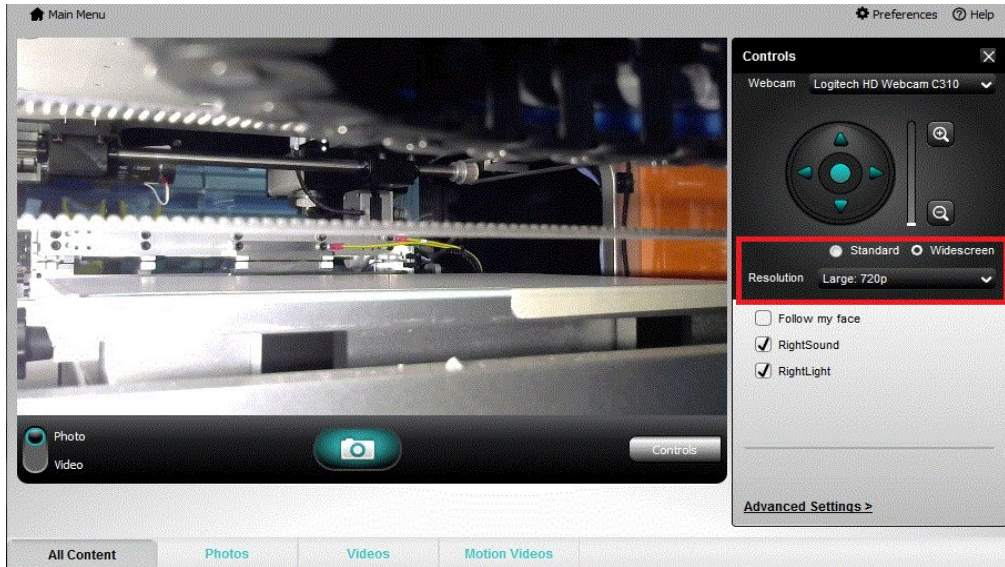 Main Menu
Preferences
Help
Controls
Webcam
Logitech HD Webcam C310
Standard
Widescreen
Resolution
Large: 720p
Follow my face
RightSound
RightLight
Photo
Video
Controls
Advanced Settings >
All Content
Photos
Videos
Motion Videos